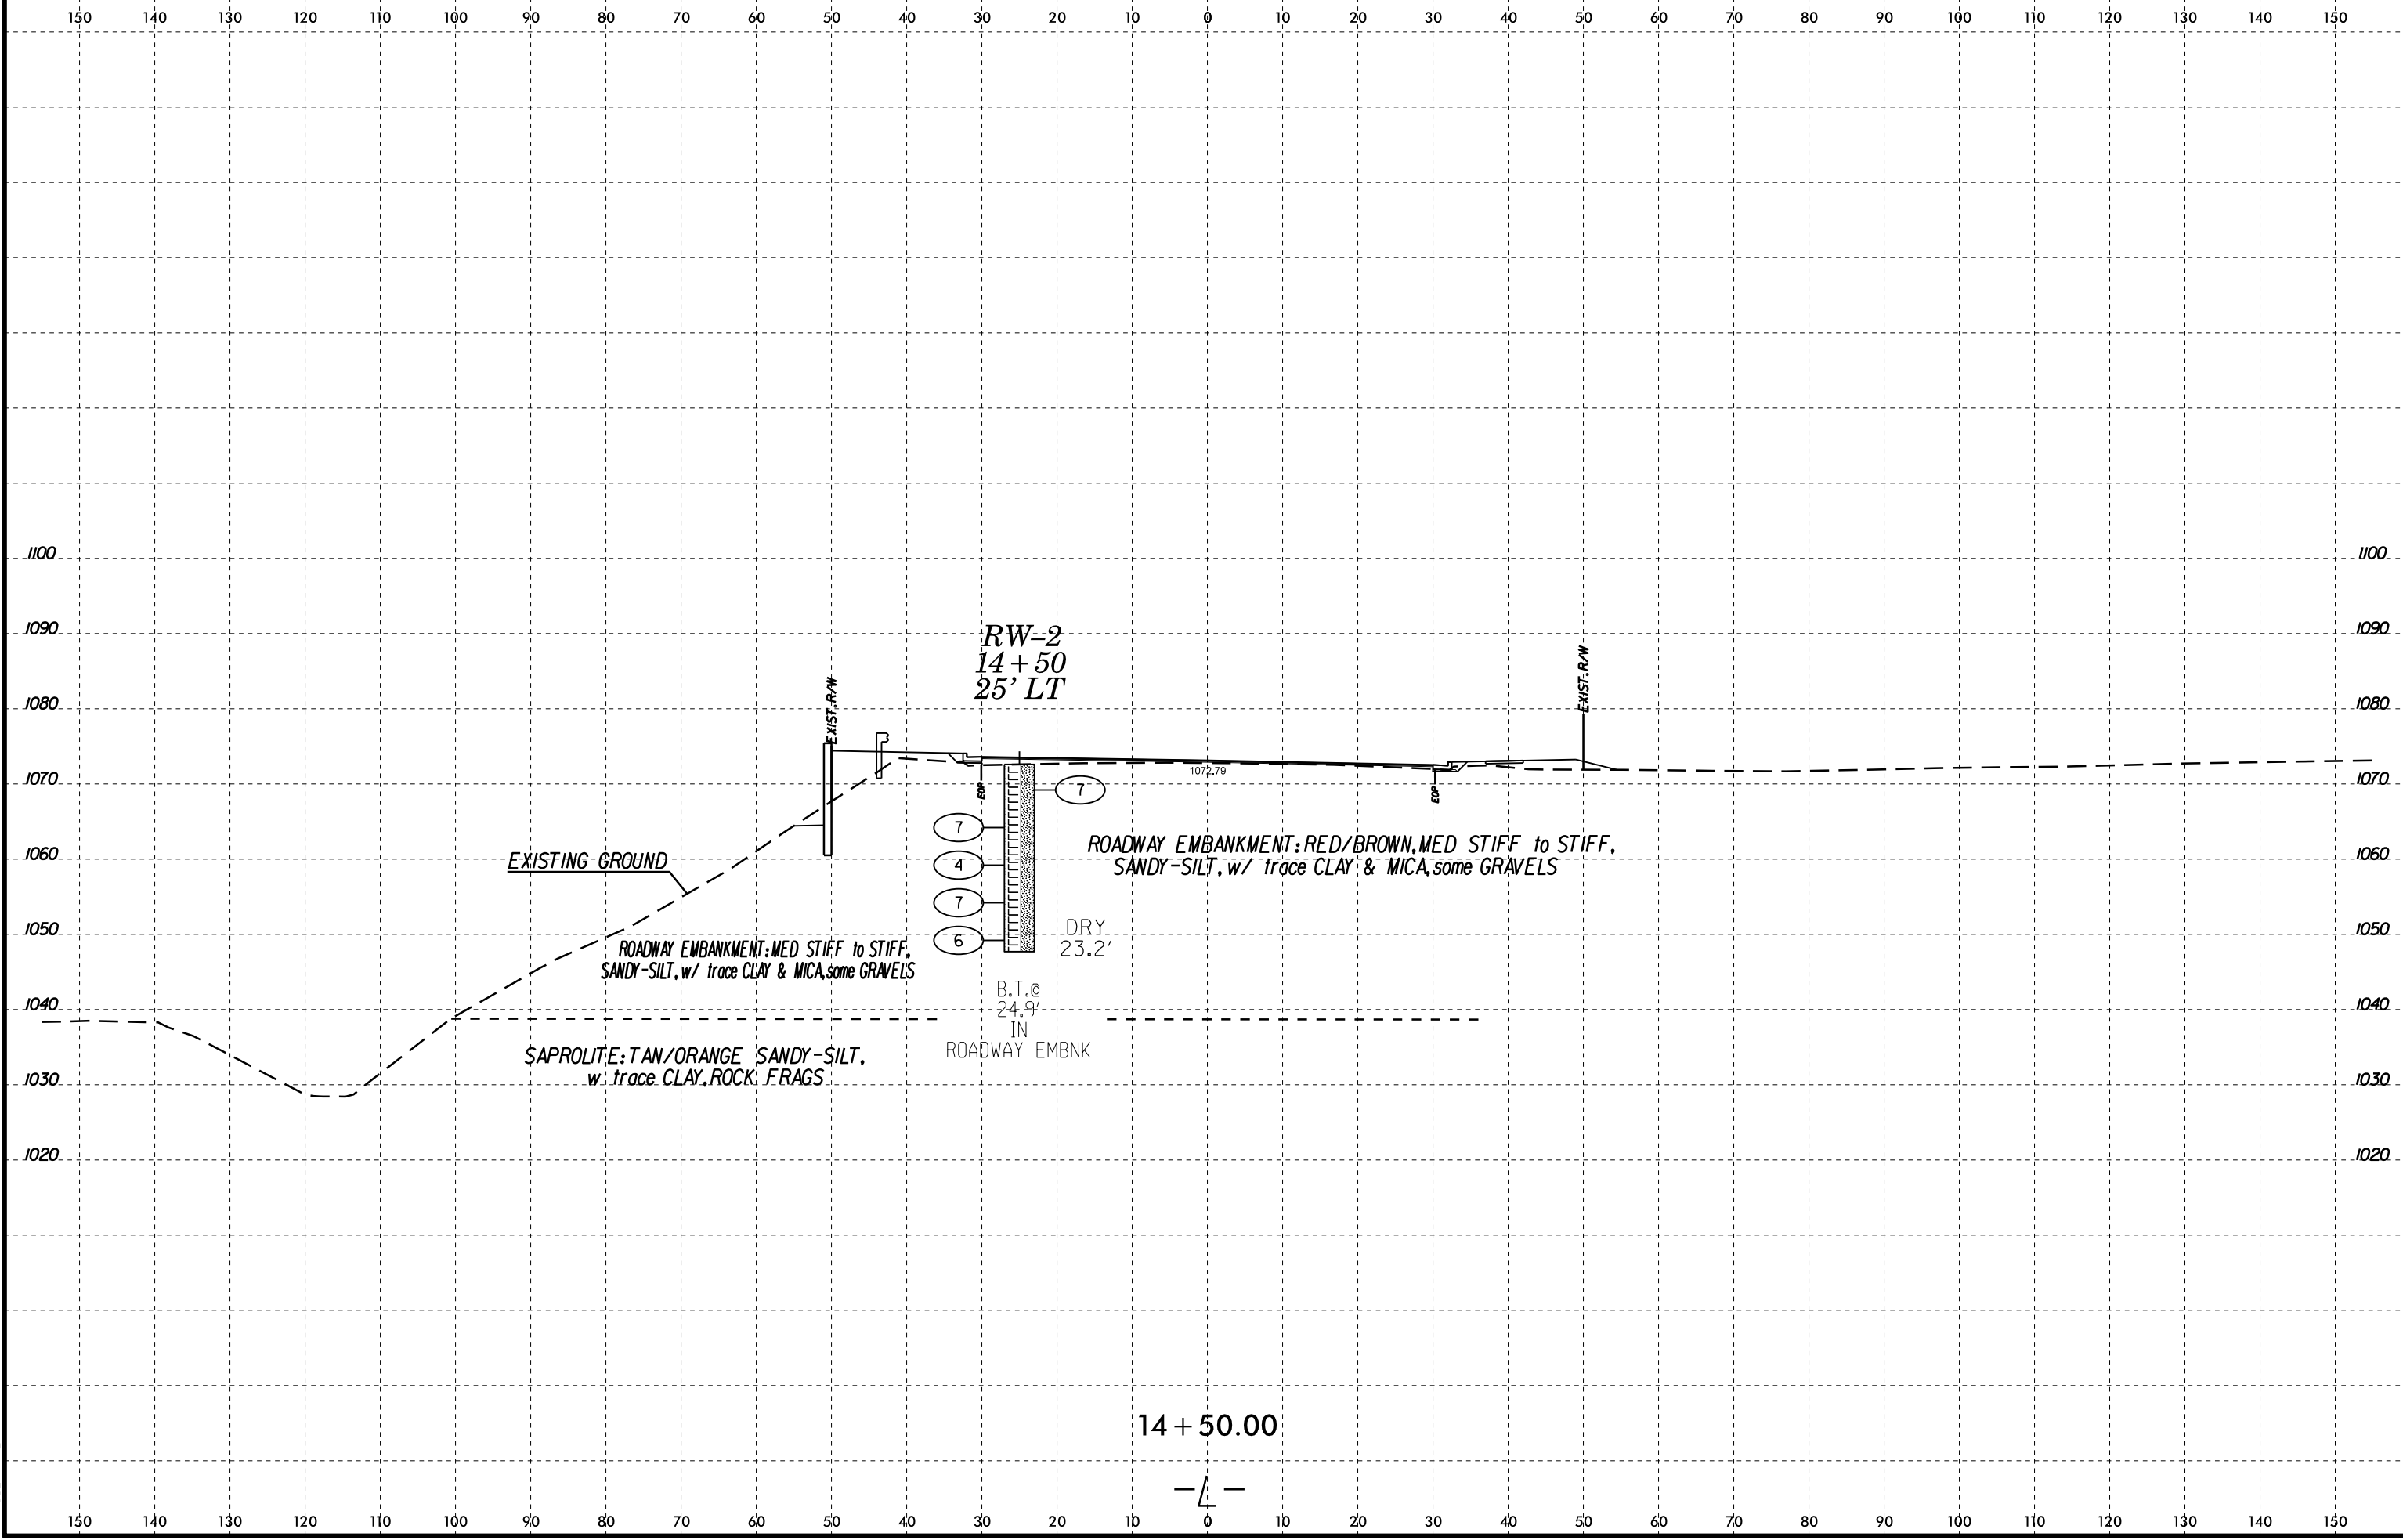 150 140 130 120 110 100 90 80 70 60 50 40 30 20 10 0 10 20 30 40 50 60 70 80 90 100 110 120 130 140 150
1100 1100
1090 1090
RW-2
14+50
25' LT
EXIST. R/W
EXIST. R/W
1080 1080
1070 1070
1072.79
EOP
EOP
7
7
4
7
6
ROADWAY EMBANKMENT: RED/BROWN, MED STIFF to STIFF,
SANDY-SILT, w/ trace CLAY & MICA, some GRAVELS
EXISTING GROUND
1060 1060
DRY
23.2'
1050 1050
ROADWAY EMBANKMENT: MED STIFF to STIFF,
SANDY-SILT, w/ trace CLAY & MICA, some GRAVELS
B.T.@
24.9'
IN
ROADWAY EMBNK
1040 1040
SAPROLITE: TAN/ORANGE SANDY-SILT,
w trace CLAY, ROCK FRAGS
1030 1030
1020 1020
14+50.00
-L-
150 140 130 120 110 100 90 80 70 60 50 40 30 20 10 0 10 20 30 40 50 60 70 80 90 100 110 120 130 140 150